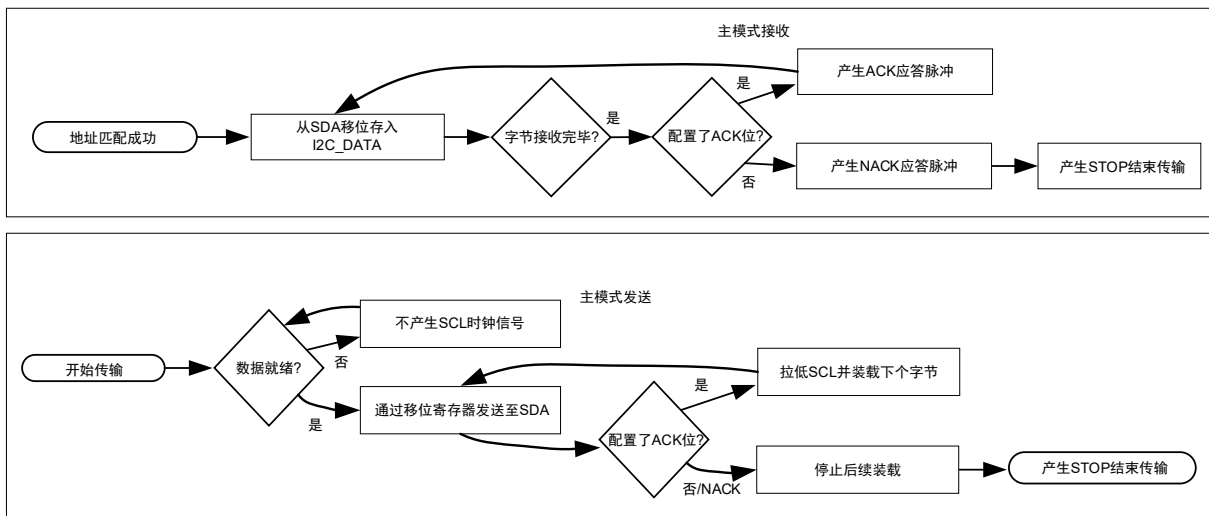 主模式接收
产生ACK应答脉冲
是
地址匹配成功
从SDA移位存入
I2C_DATA
字节接收完毕?
是
配置了ACK位?
否
产生NACK应答脉冲
产生STOP结束传输
主模式发送
不产生SCL时钟信号
开始传输
数据就绪?
否
是
通过移位寄存器发送至SDA
配置了ACK位?
是
拉低SCL并装载下个字节
否/NACK
停止后续装载
产生STOP结束传输